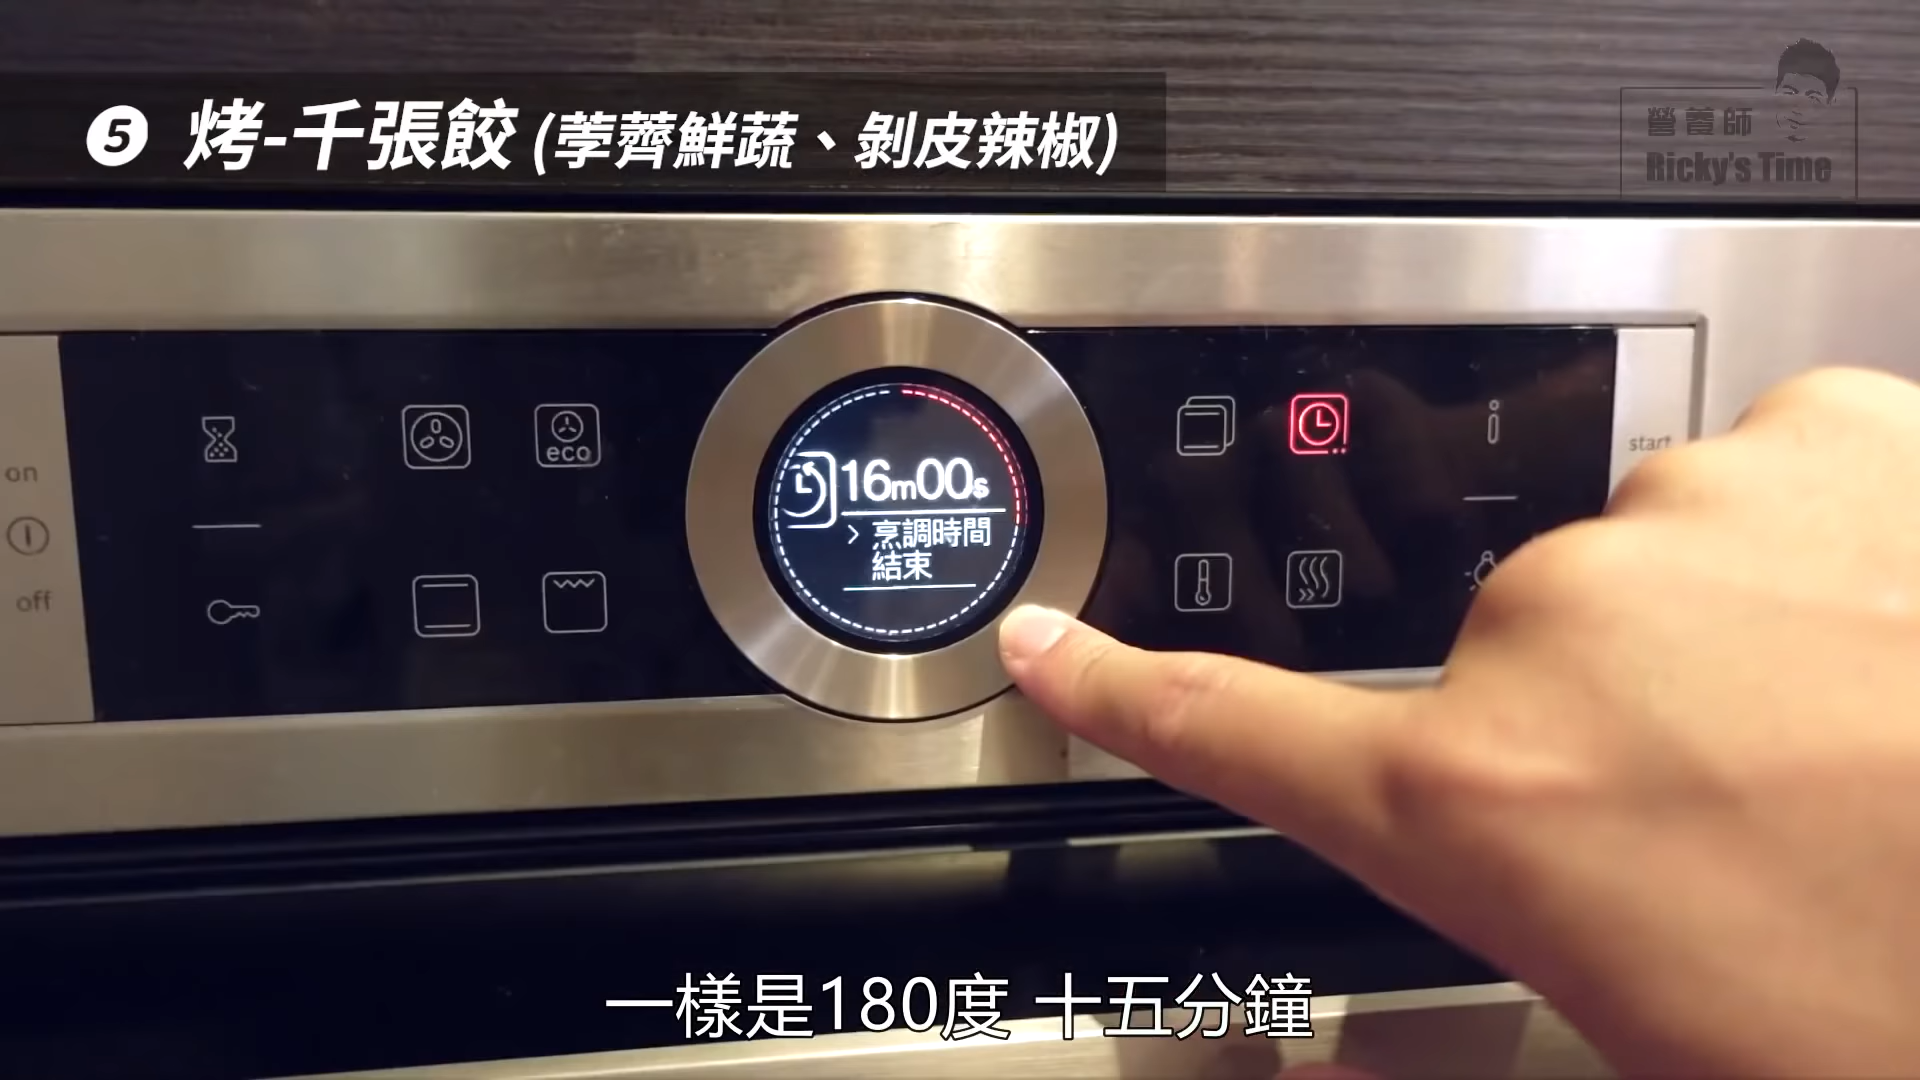 ❺ 烤-千張餃 (荸薺鮮蔬、剝皮辣椒)
營養師
Ricky's Time
on
off
eco
16m00s
> 烹調時間
結束
start
一樣是180度 十五分鐘